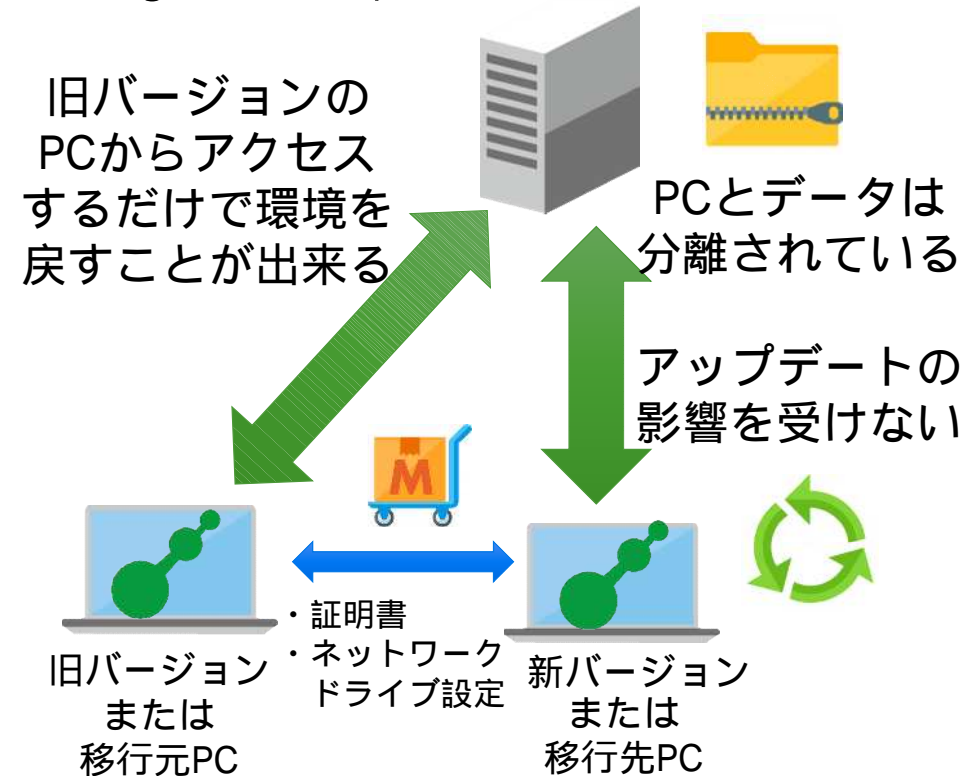 旧バージョンの
PCからアクセス
するだけで環境を
戻すことが出来る
PCとデータは
分離されている
アップデートの
影響を受けない
M
・証明書
・ネットワーク
ドライブ設定
旧バージョン
または
移行元PC
新バージョン
または
移行先PC